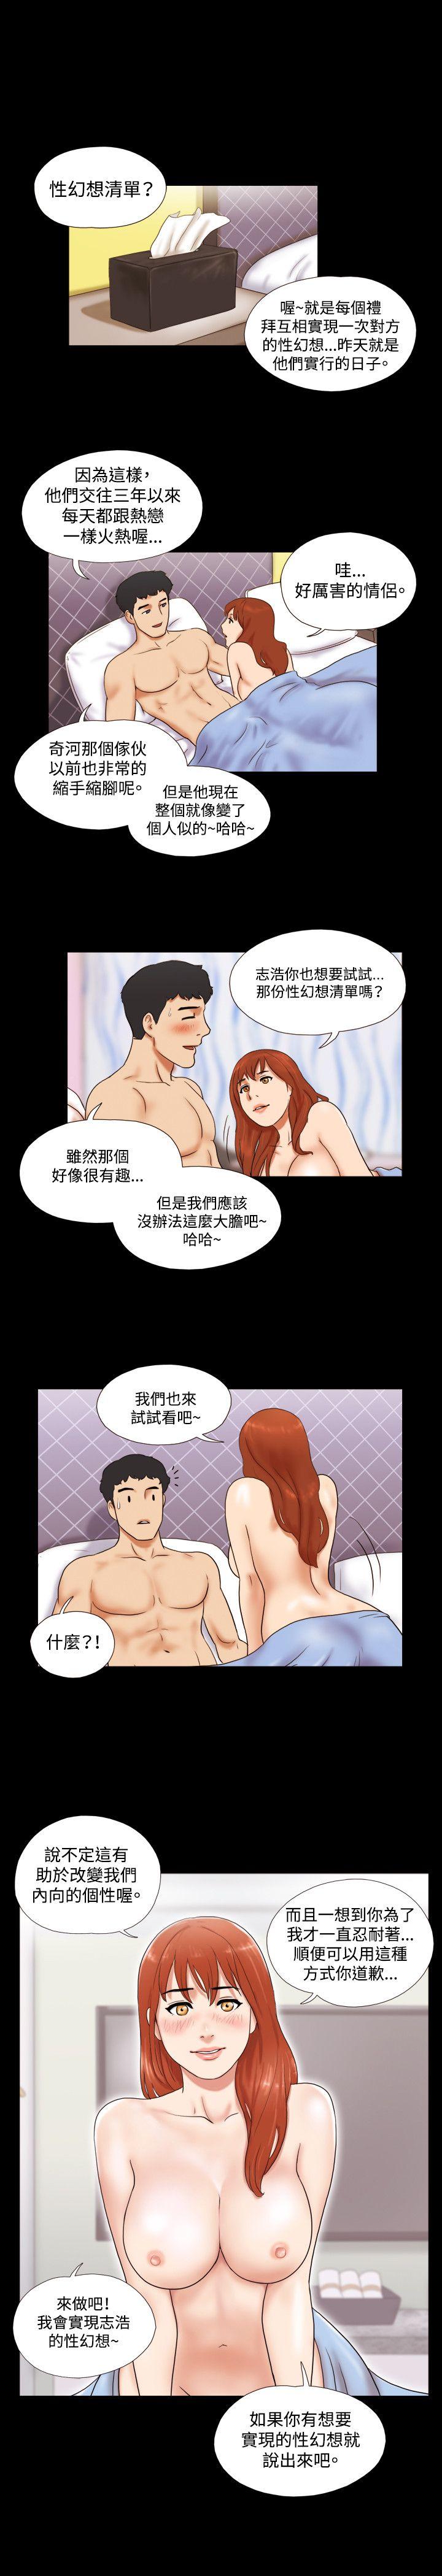 性幻想清單？
喔~就是每個禮
拜互相實現一次對方
的性幻想...昨天就是
他們實行的日子。
因為這樣，
他們交往三年以來
每天都跟熱戀
一樣火熱喔...
哇...
好厲害的情侶。
奇河那個傢伙
以前也非常的
縮手縮腳呢。
但是他現在
整個就像變了
個人似的~哈哈~
志浩你也想要試試...
那份性幻想清單嗎？
雖然那個
好像很有趣...
但是我們應該
沒辦法這麼大膽吧~
哈哈~
我們也來
試試看吧~
什麼？！
說不定這有
助於改變我們
內向的個性喔。
而且一想到你為了
我才一直忍耐著...
順便可以用這種
方式你道歉...
來做吧！
我會實現志浩
的性幻想~
如果你有想要
實現的性幻想就
說出來吧。